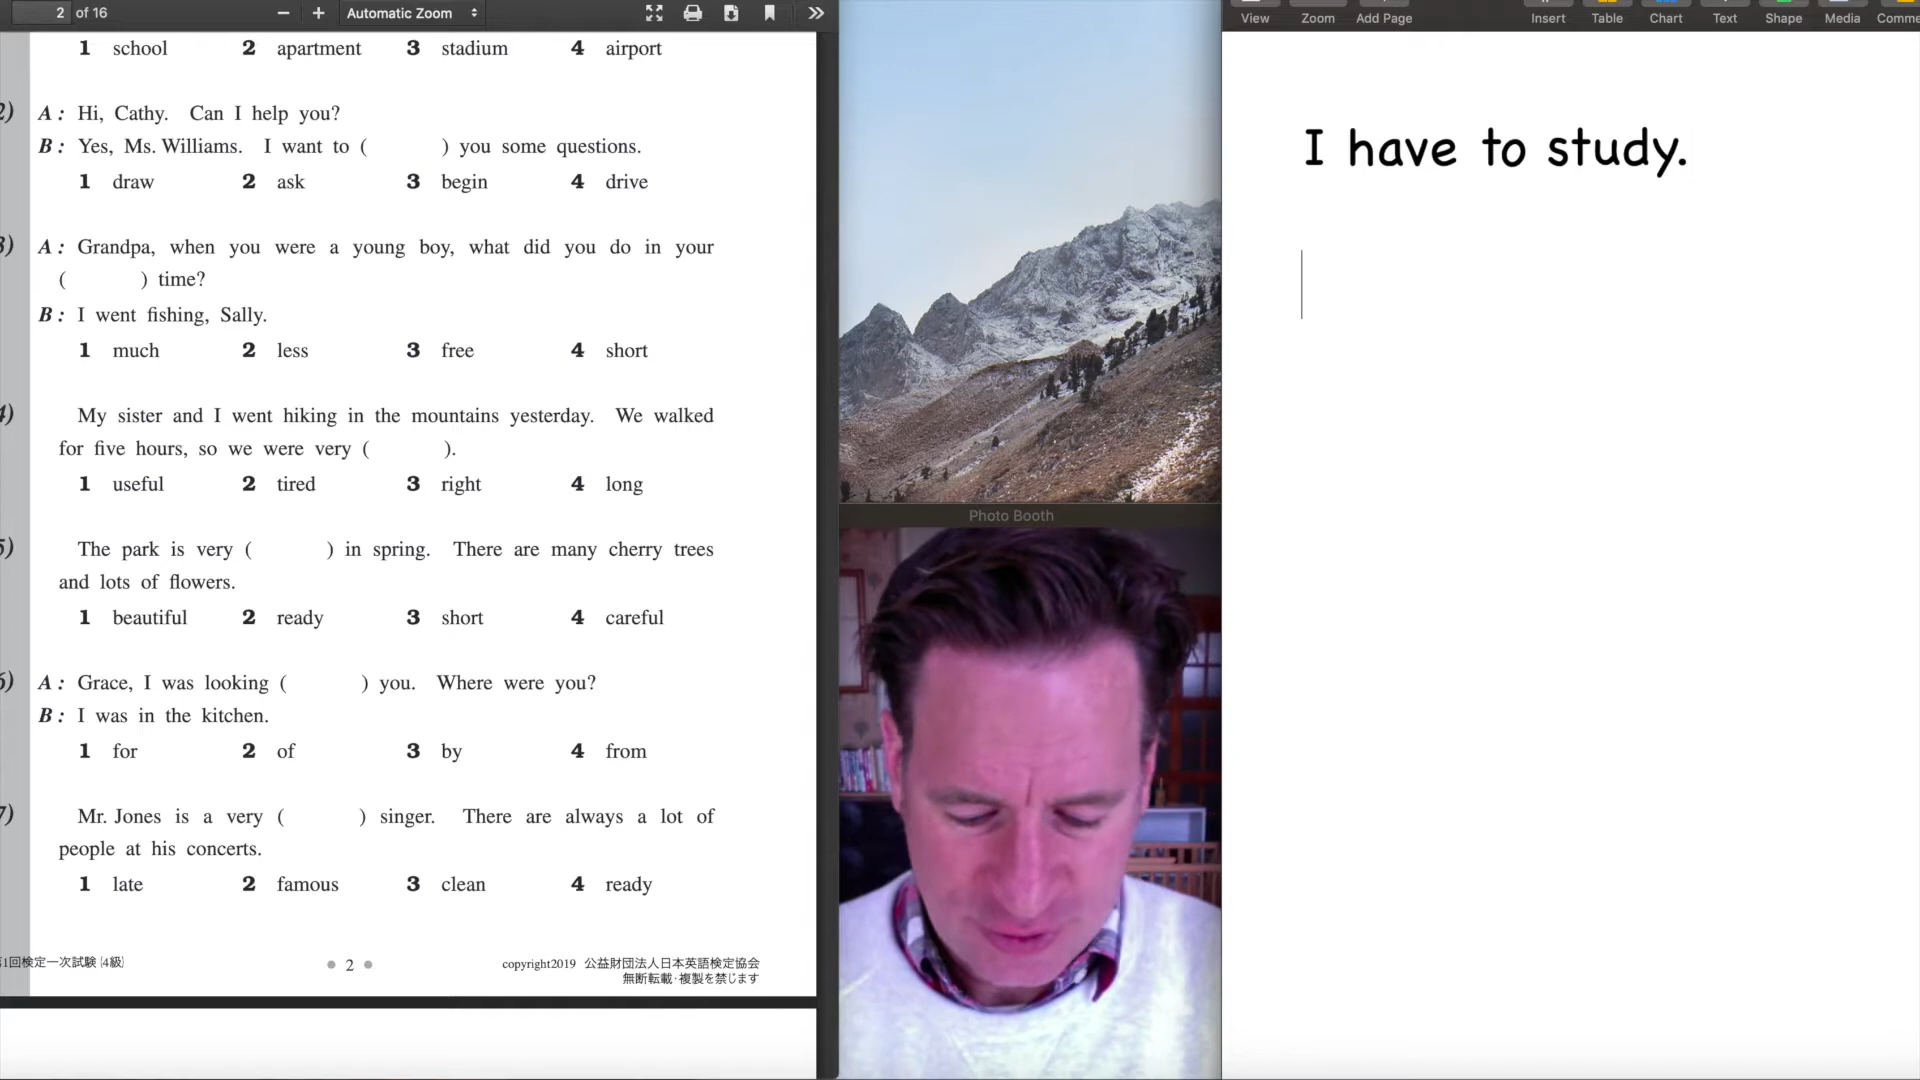 2 of 16 Automatic Zoom
1 school 2 apartment 3 stadium 4 airport
2) A : Hi, Cathy. Can I help you?
B : Yes, Ms. Williams. I want to ( ) you some questions.
1 draw 2 ask 3 begin 4 drive
3) A : Grandpa, when you were a young boy, what did you do in your
( ) time?
B : I went fishing, Sally.
1 much 2 less 3 free 4 short
4) My sister and I went hiking in the mountains yesterday. We walked
for five hours, so we were very ( ).
1 useful 2 tired 3 right 4 long
5) The park is very ( ) in spring. There are many cherry trees
and lots of flowers.
1 beautiful 2 ready 3 short 4 careful
6) A : Grace, I was looking ( ) you. Where were you?
B : I was in the kitchen.
1 for 2 of 3 by 4 from
7) Mr. Jones is a very ( ) singer. There are always a lot of
people at his concerts.
1 late 2 famous 3 clean 4 ready
1回検定一次試験 (4級)
2
copyright2019 公益財団法人日本英語検定協会
無断転載・複製を禁じます
Photo Booth
View Zoom Add Page Insert Table Chart Text Shape Media Comme
I have to study.